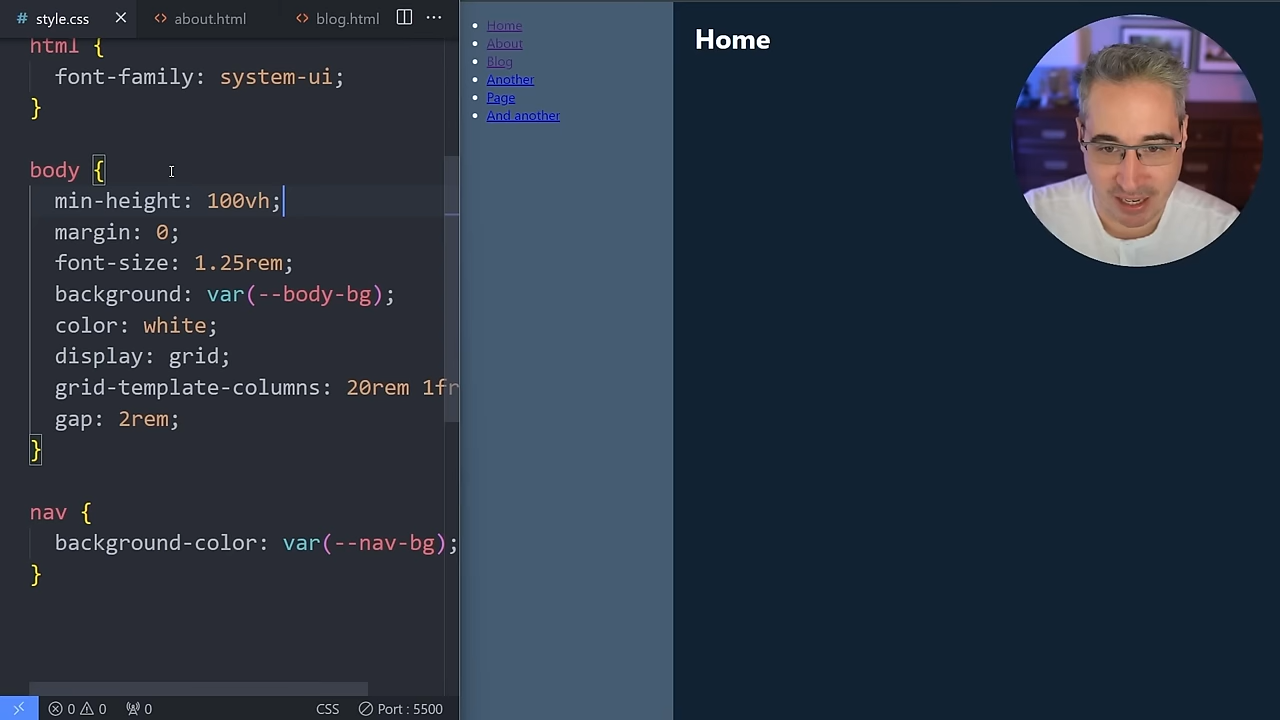 # style.css
<> about.html
<> blog.html
html {
font-family: system-ui;
}
body {
min-height: 100vh;
margin: 0;
font-size: 1.25rem;
background: var(--body-bg);
color: white;
display: grid;
grid-template-columns: 20rem 1fr
gap: 2rem;
}
nav {
background-color: var(--nav-bg);
}
0 0 0 CSS Port : 5500
Home
About
Blog
Another
Page
And another
Home